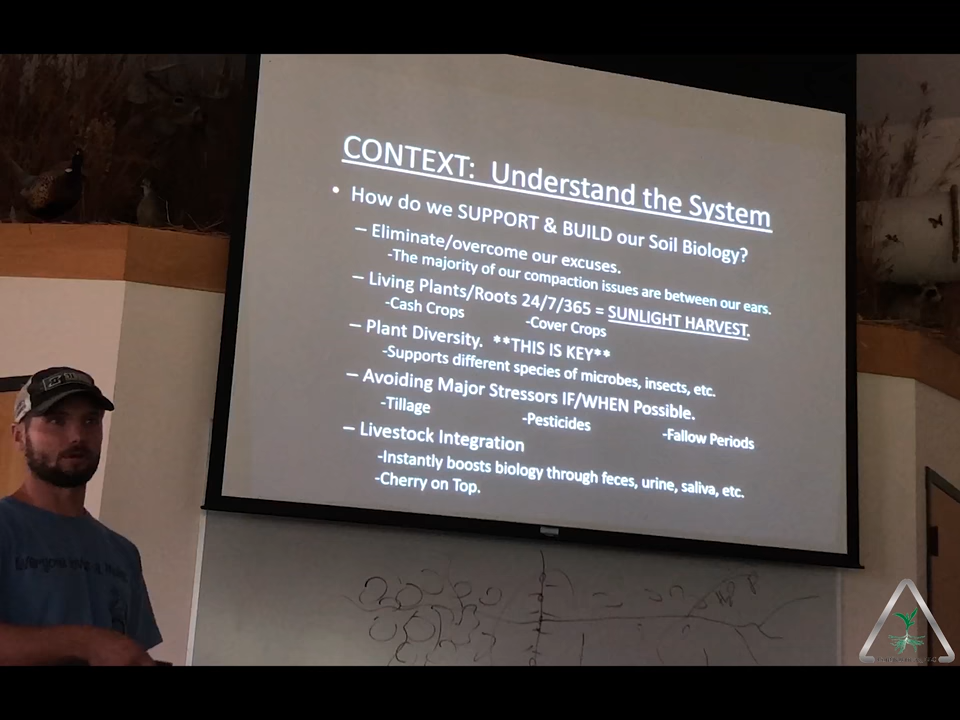 CONTEXT: Understand the System
• How do we SUPPORT & BUILD our Soil Biology?
– Eliminate/overcome our excuses.
-The majority of our compaction issues are between our ears.
– Living Plants/Roots 24/7/365 = SUNLIGHT HARVEST.
-Cash Crops -Cover Crops
– Plant Diversity. **THIS IS KEY**
-Supports different species of microbes, insects, etc.
– Avoiding Major Stressors IF/WHEN Possible.
-Tillage -Pesticides -Fallow Periods
– Livestock Integration
-Instantly boosts biology through feces, urine, saliva, etc.
-Cherry on Top.